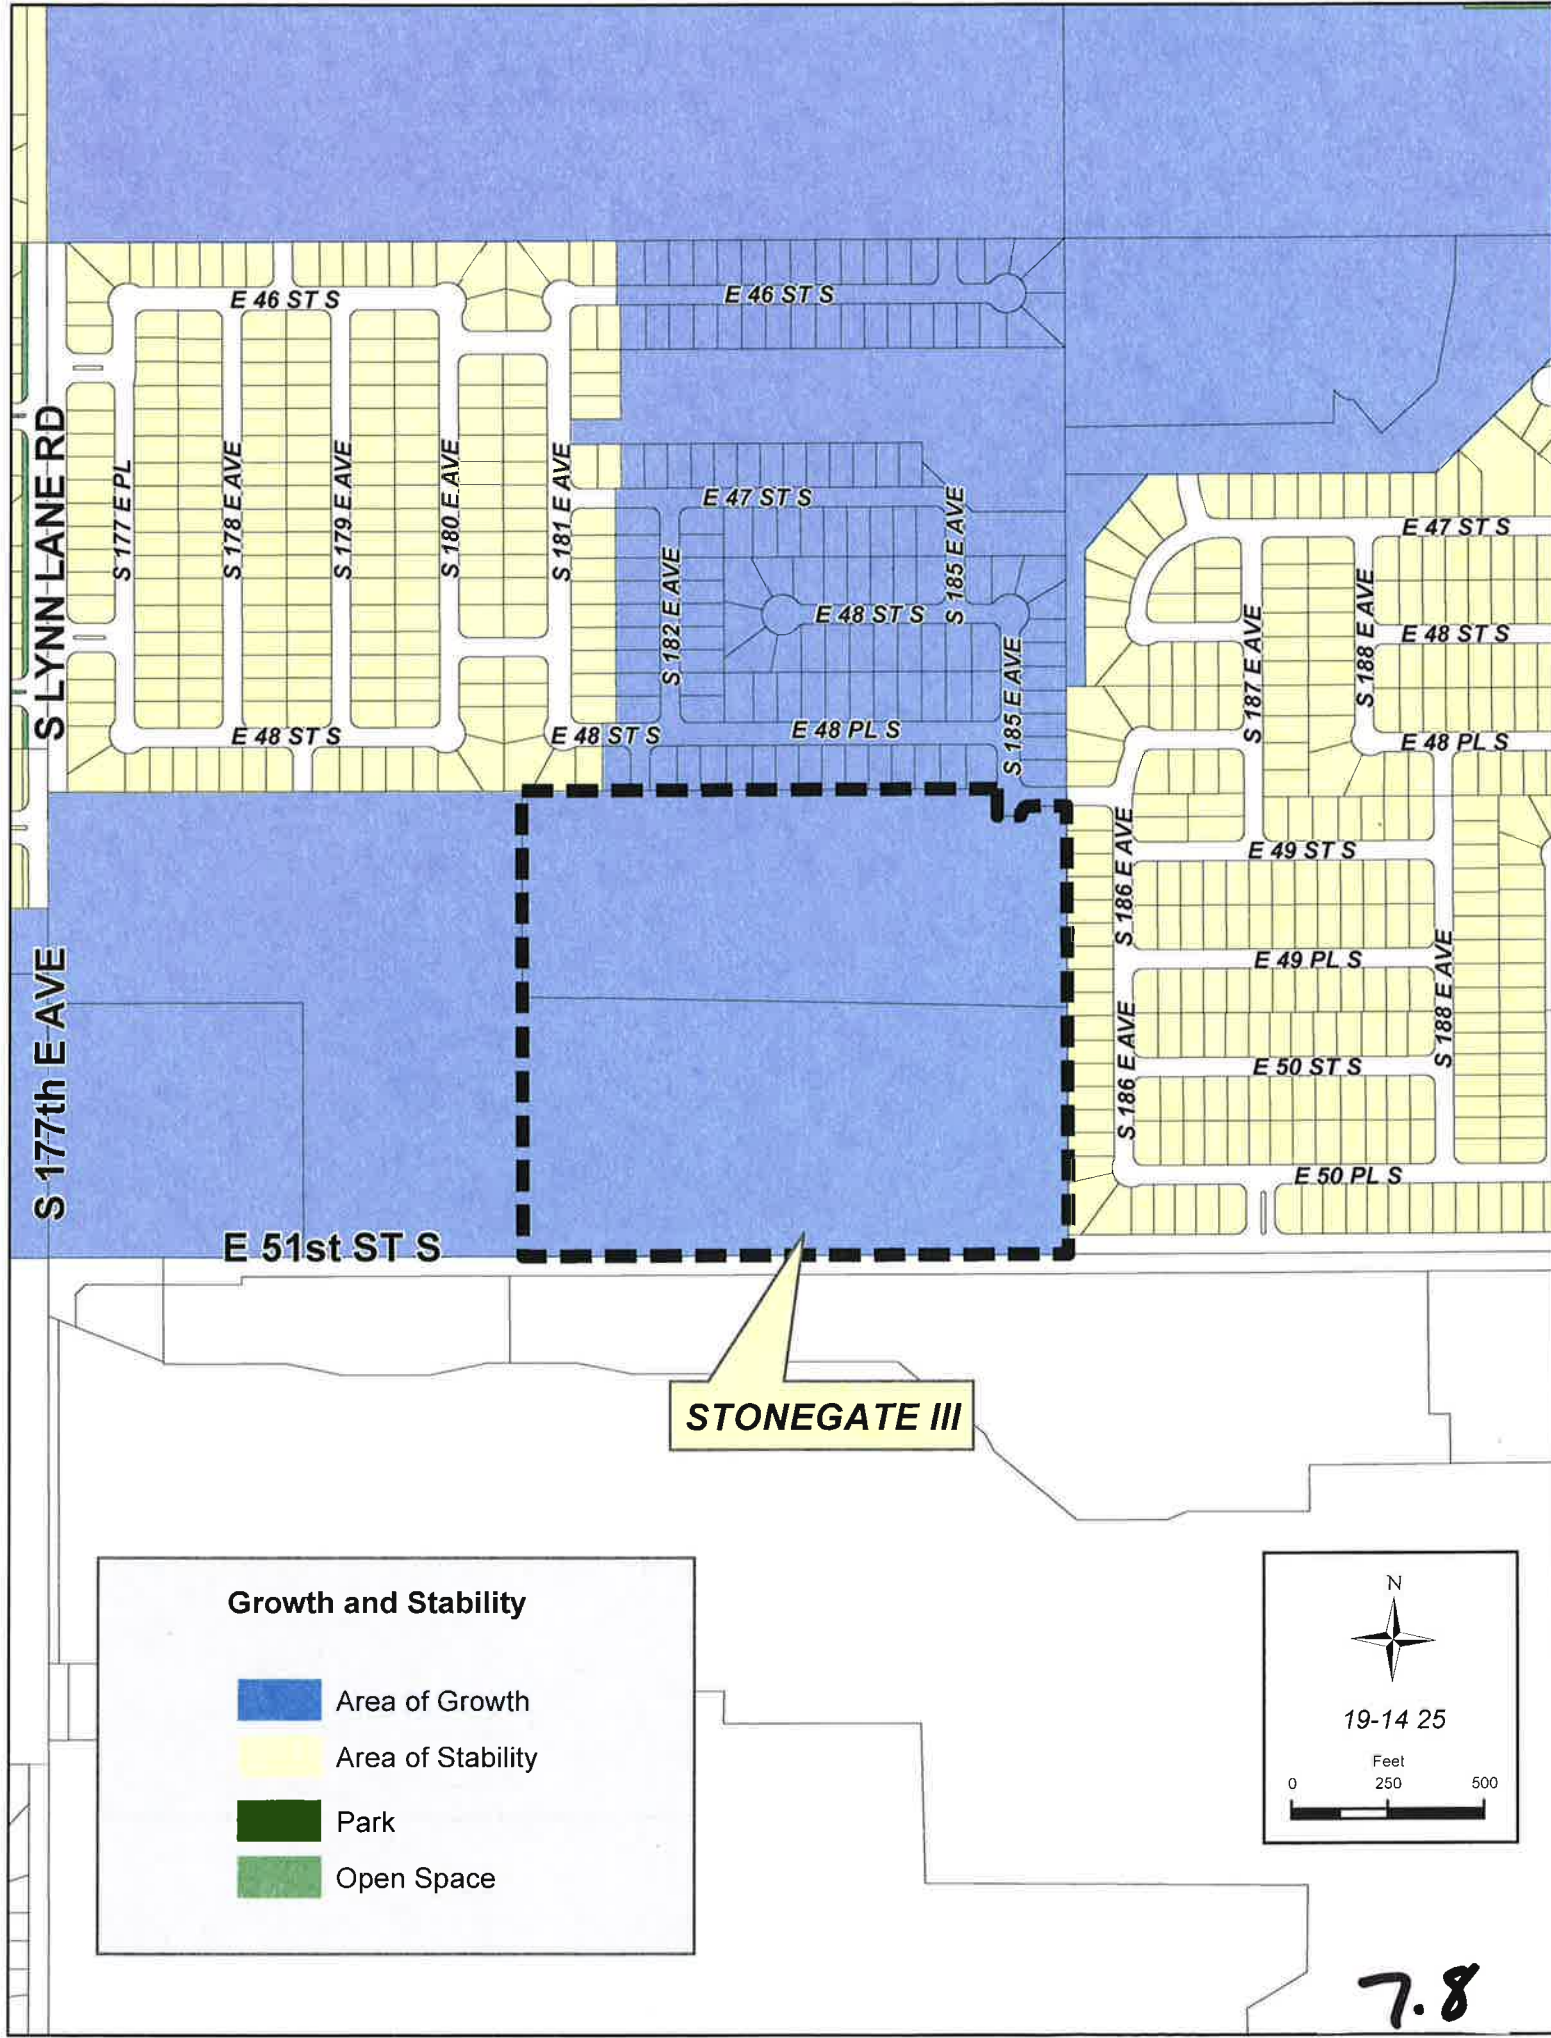 E 46 ST S
E 46 ST S
S LYNN LANE RD
S 177 E PL
S 178 E AVE
S 179 E AVE
S 180 E AVE
S 181 E AVE
E 47 ST S
S 182 E AVE
S 185 E AVE
E 48 ST S
S 185 E AVE
E 47 ST S
S 187 E AVE
S 188 E AVE
E 48 ST S
E 48 ST S
E 48 ST S
E 48 PL S
E 48 PL S
S 186 E AVE
E 49 ST S
E 49 PL S
S 188 E AVE
S 177th E AVE
S 186 E AVE
E 50 ST S
E 50 PL S
E 51st ST S
STONEGATE III
Growth and Stability
Area of Growth
Area of Stability
Park
Open Space
N
19-14 25
Feet
0 250 500
7.8